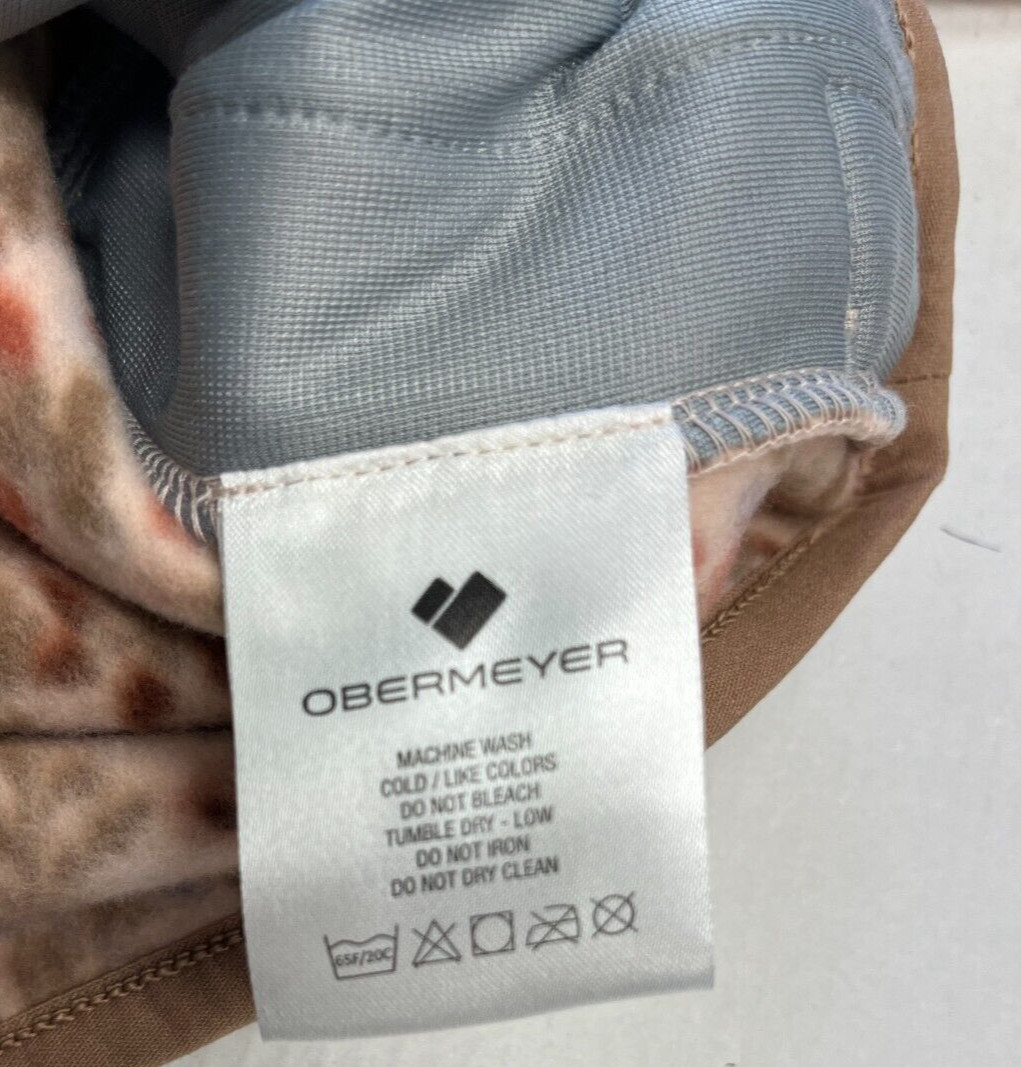 OBERMEYER
MACHINE WASH
COLD / LIKE COLORS
DO NOT BLEACH
TUMBLE DRY - LOW
DO NOT IRON
DO NOT DRY CLEAN
65F/20C